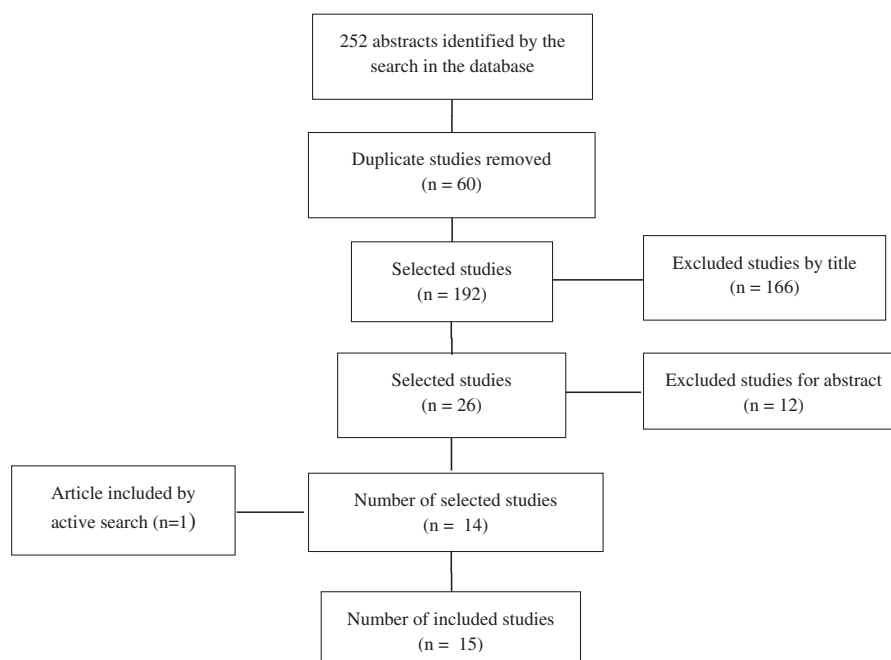 252 abstracts identified by the
search in the database
Duplicate studies removed
(n = 60)
Selected studies
(n = 192)
Excluded studies by title
(n = 166)
Selected studies
(n = 26)
Excluded studies for abstract
(n = 12)
Article included by
active search (n=1)
Number of selected studies
(n = 14)
Number of included studies
(n = 15)